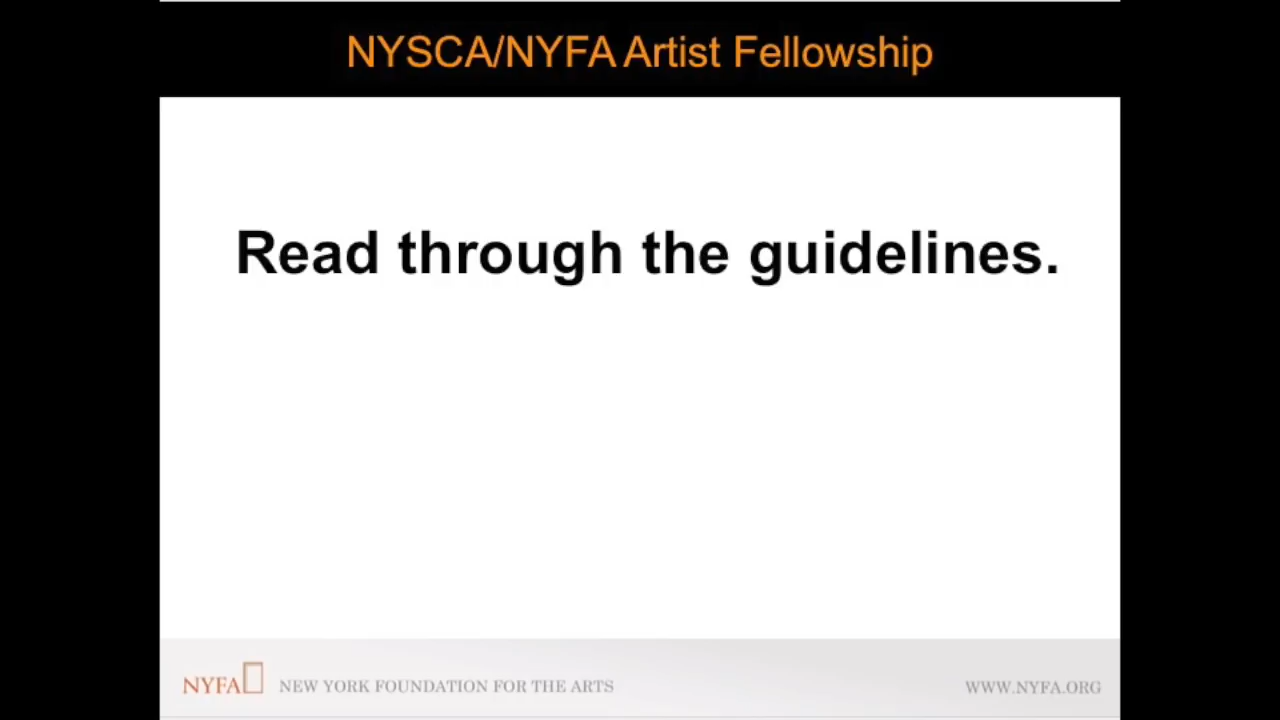 NYSCA/NYFA Artist Fellowship
Read through the guidelines.
NYFA NEW YORK FOUNDATION FOR THE ARTS WWW.NYFA.ORG